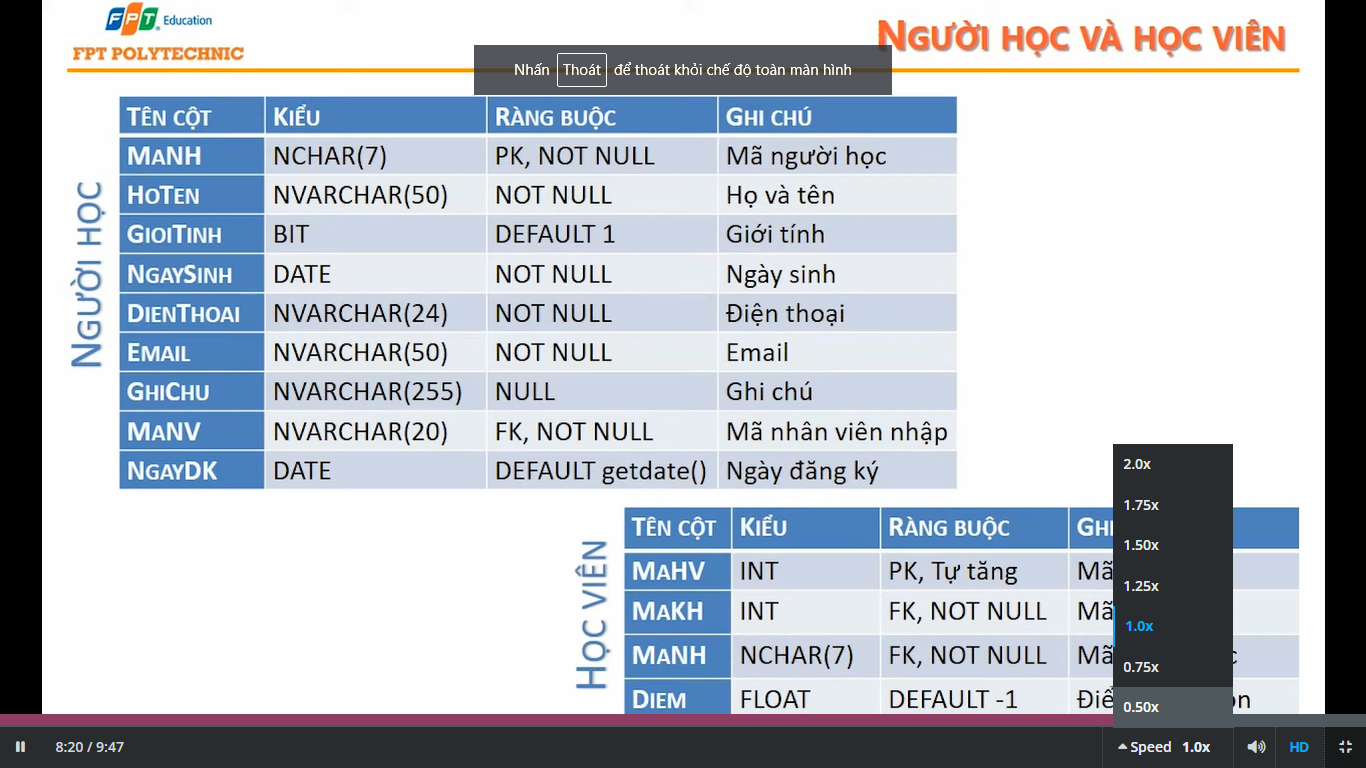 FPT Education
FPT POLYTECHNIC
NGƯỜI HỌC VÀ HỌC VIÊN
Nhấn Thoát để thoát khỏi chế độ toàn màn hình
NGƯỜI HỌC
TÊN CỘT KIỂU RÀNG BUỘC GHI CHÚ
MANH NCHAR(7) PK, NOT NULL Mã người học
HOTEN NVARCHAR(50) NOT NULL Họ và tên
GIOITINH BIT DEFAULT 1 Giới tính
NGAYSINH DATE NOT NULL Ngày sinh
DIENTHOAI NVARCHAR(24) NOT NULL Điện thoại
EMAIL NVARCHAR(50) NOT NULL Email
GHICHU NVARCHAR(255) NULL Ghi chú
MANV NVARCHAR(20) FK, NOT NULL Mã nhân viên nhập
NGAYDK DATE DEFAULT getdate() Ngày đăng ký
HỌC VIÊN
TÊN CỘT KIỂU RÀNG BUỘC GHI
MAHV INT PK, Tự tăng Mã
MAKH INT FK, NOT NULL Mã
MANH NCHAR(7) FK, NOT NULL Mã
DIEM FLOAT DEFAULT -1
2.0x
1.75x
1.50x
1.25x
1.0x
0.75x
0.50x
8:20 / 9:47
Speed 1.0x
HD